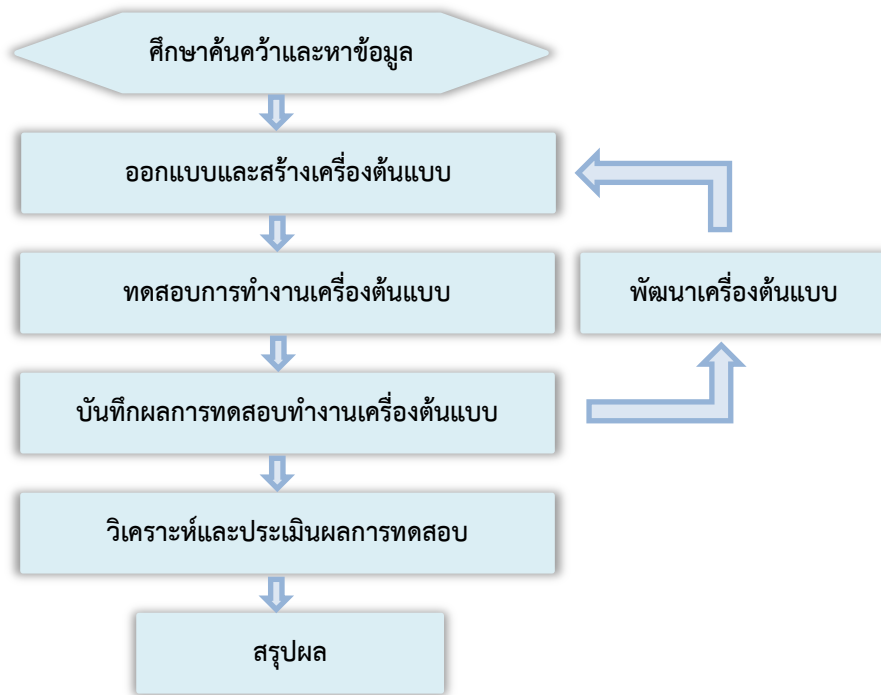 ศึกษาค้นคว้าและหาข้อมูล
ออกแบบและสร้างเครื่องต้นแบบ
ทดสอบการทำงานเครื่องต้นแบบ
พัฒนาเครื่องต้นแบบ
บันทึกผลการทดสอบทำงานเครื่องต้นแบบ
วิเคราะห์และประเมินผลการทดสอบ
สรุปผล